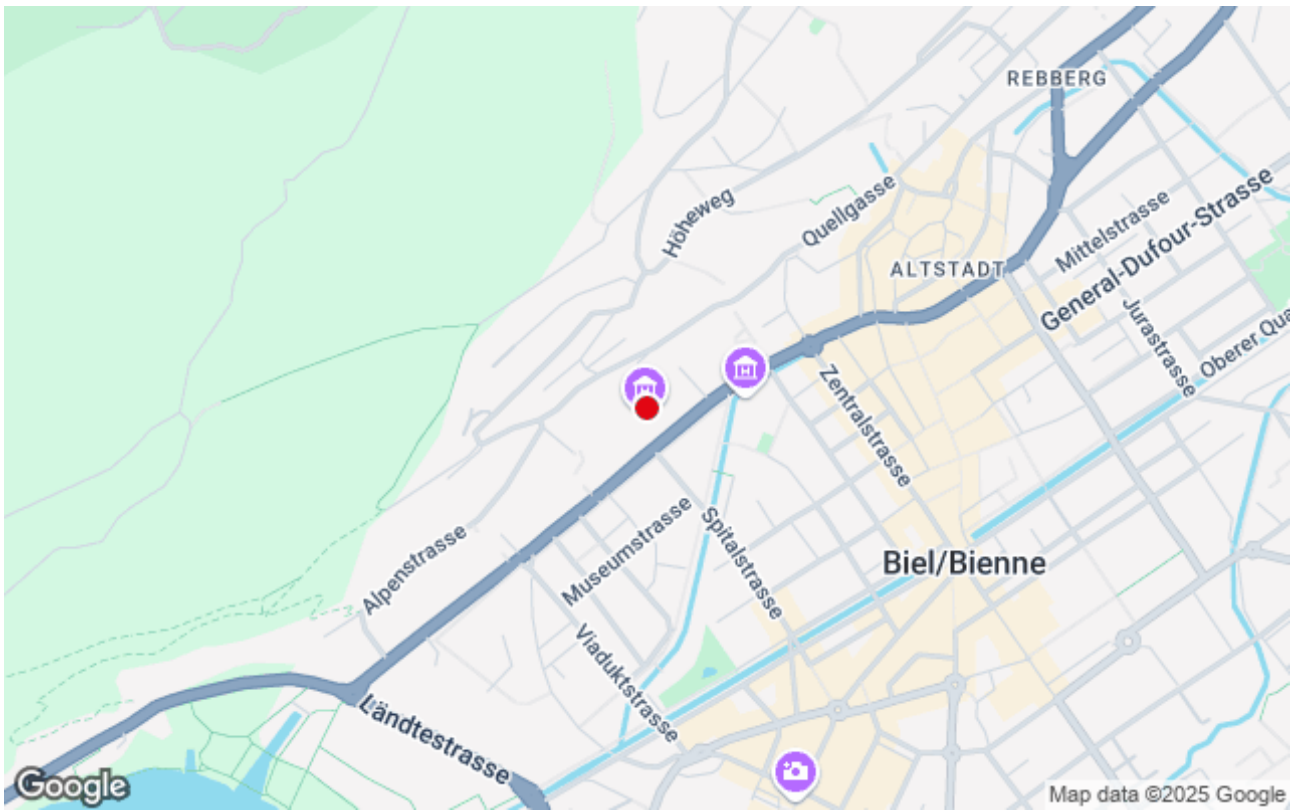 REBBERG
Höheweg
Quellgasse
Mittelstrasse
General-Dufour-Strasse
ALTSTADT
Jurastrasse
Oberer Qua
Zentralstrasse
Museumstrasse
Spitalstrasse
Biel/Bienne
Alpenstrasse
Viaduktstrasse
Ländtestrasse
Google
Map data ©2025 Google